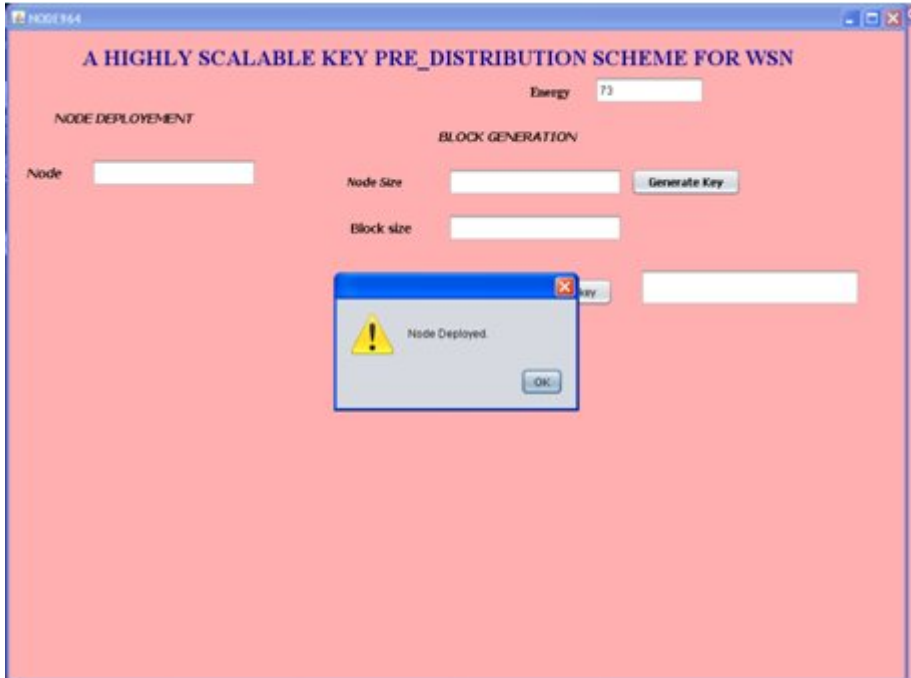 NODE964
A HIGHLY SCALABLE KEY PRE_DISTRIBUTION SCHEME FOR WSN
Energy 73
NODE DEPLOYEMENT
BLOCK GENERATION
Node
Node Size Generate Key
Block size
key
Node Deployed.
OK